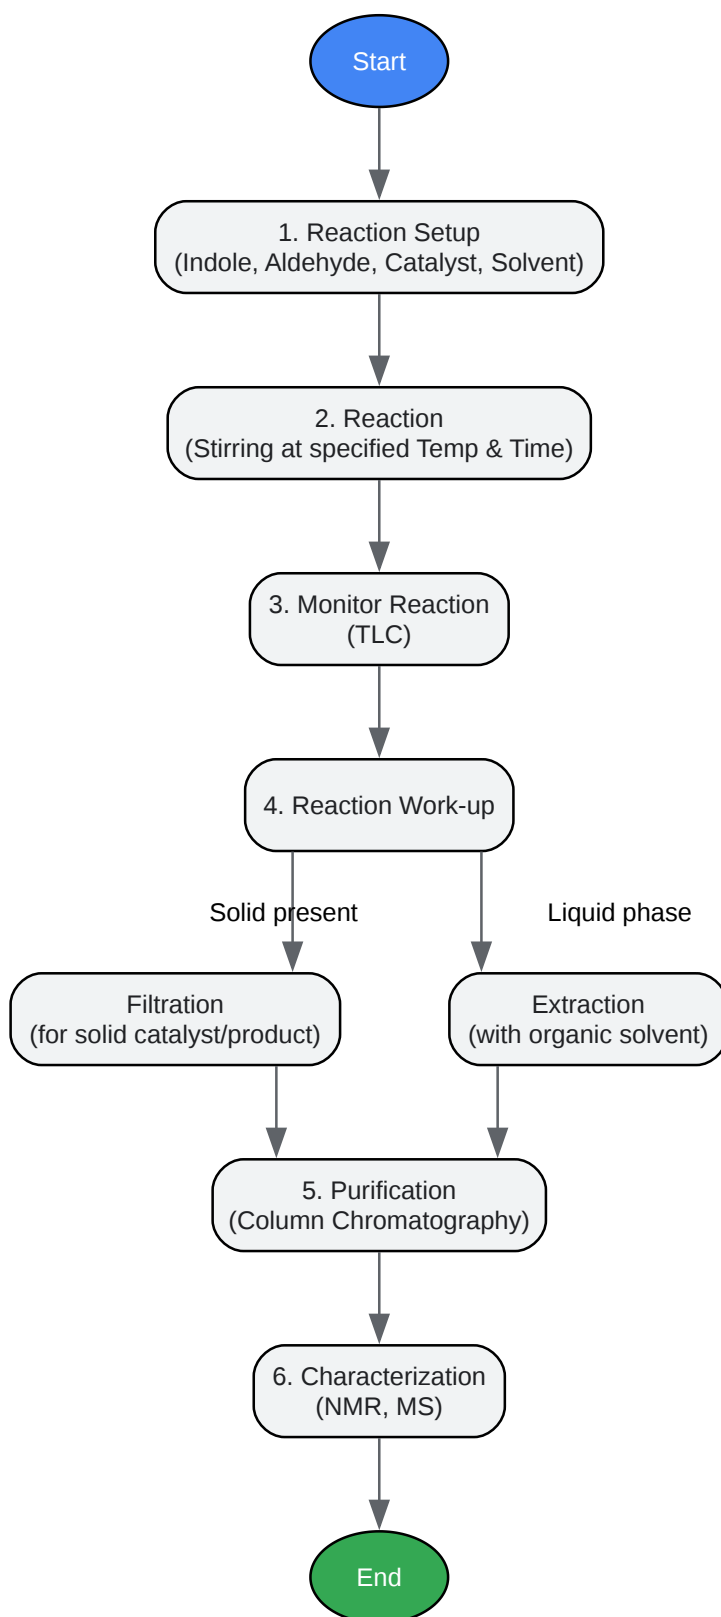 Start
1. Reaction Setup
(Indole, Aldehyde, Catalyst, Solvent)
2. Reaction
(Stirring at specified Temp & Time)
3. Monitor Reaction
(TLC)
4. Reaction Work-up
Solid present
Liquid phase
Filtration
(for solid catalyst/product)
Extraction
(with organic solvent)
5. Purification
(Column Chromatography)
6. Characterization
(NMR, MS)
End